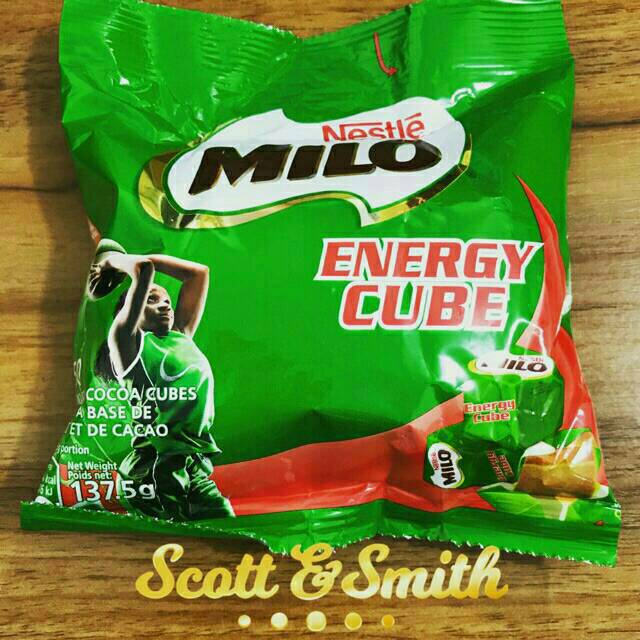 Nestlé
MILO
ENERGY
CUBE
COCOA CUBES
A BASE DE
ET DE CACAO
portion
Net Weight
Poids net:
137.5g
MILO
Energy
Cube
MILO
Scott & Smith